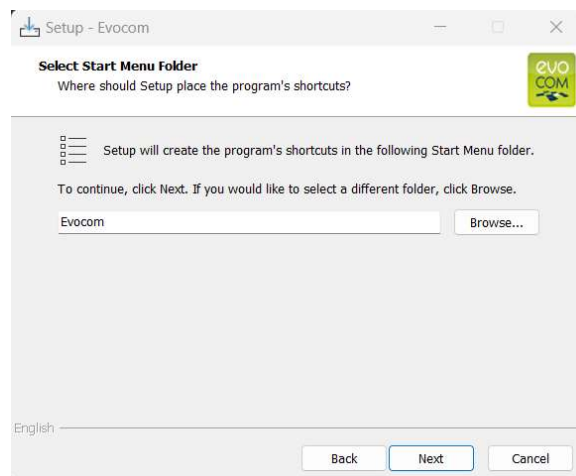 Setup - Evocom
Select Start Menu Folder
Where should Setup place the program's shortcuts?
evo
COM
Setup will create the program's shortcuts in the following Start Menu folder.
To continue, click Next. If you would like to select a different folder, click Browse.
Evocom
Browse...
English
Back
Next
Cancel